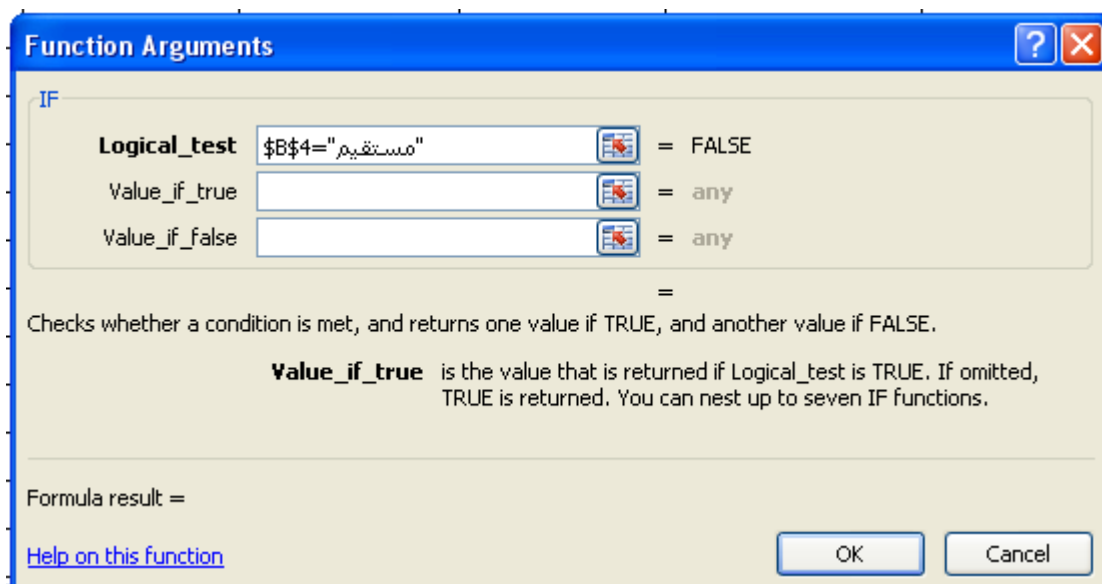 Function Arguments
IF
Logical_test $B$4="مستقیم" = FALSE
Value_if_true = any
Value_if_false = any
=
Checks whether a condition is met, and returns one value if TRUE, and another value if FALSE.
Value_if_true is the value that is returned if Logical_test is TRUE. If omitted,
TRUE is returned. You can nest up to seven IF functions.
Formula result =
Help on this function OK Cancel